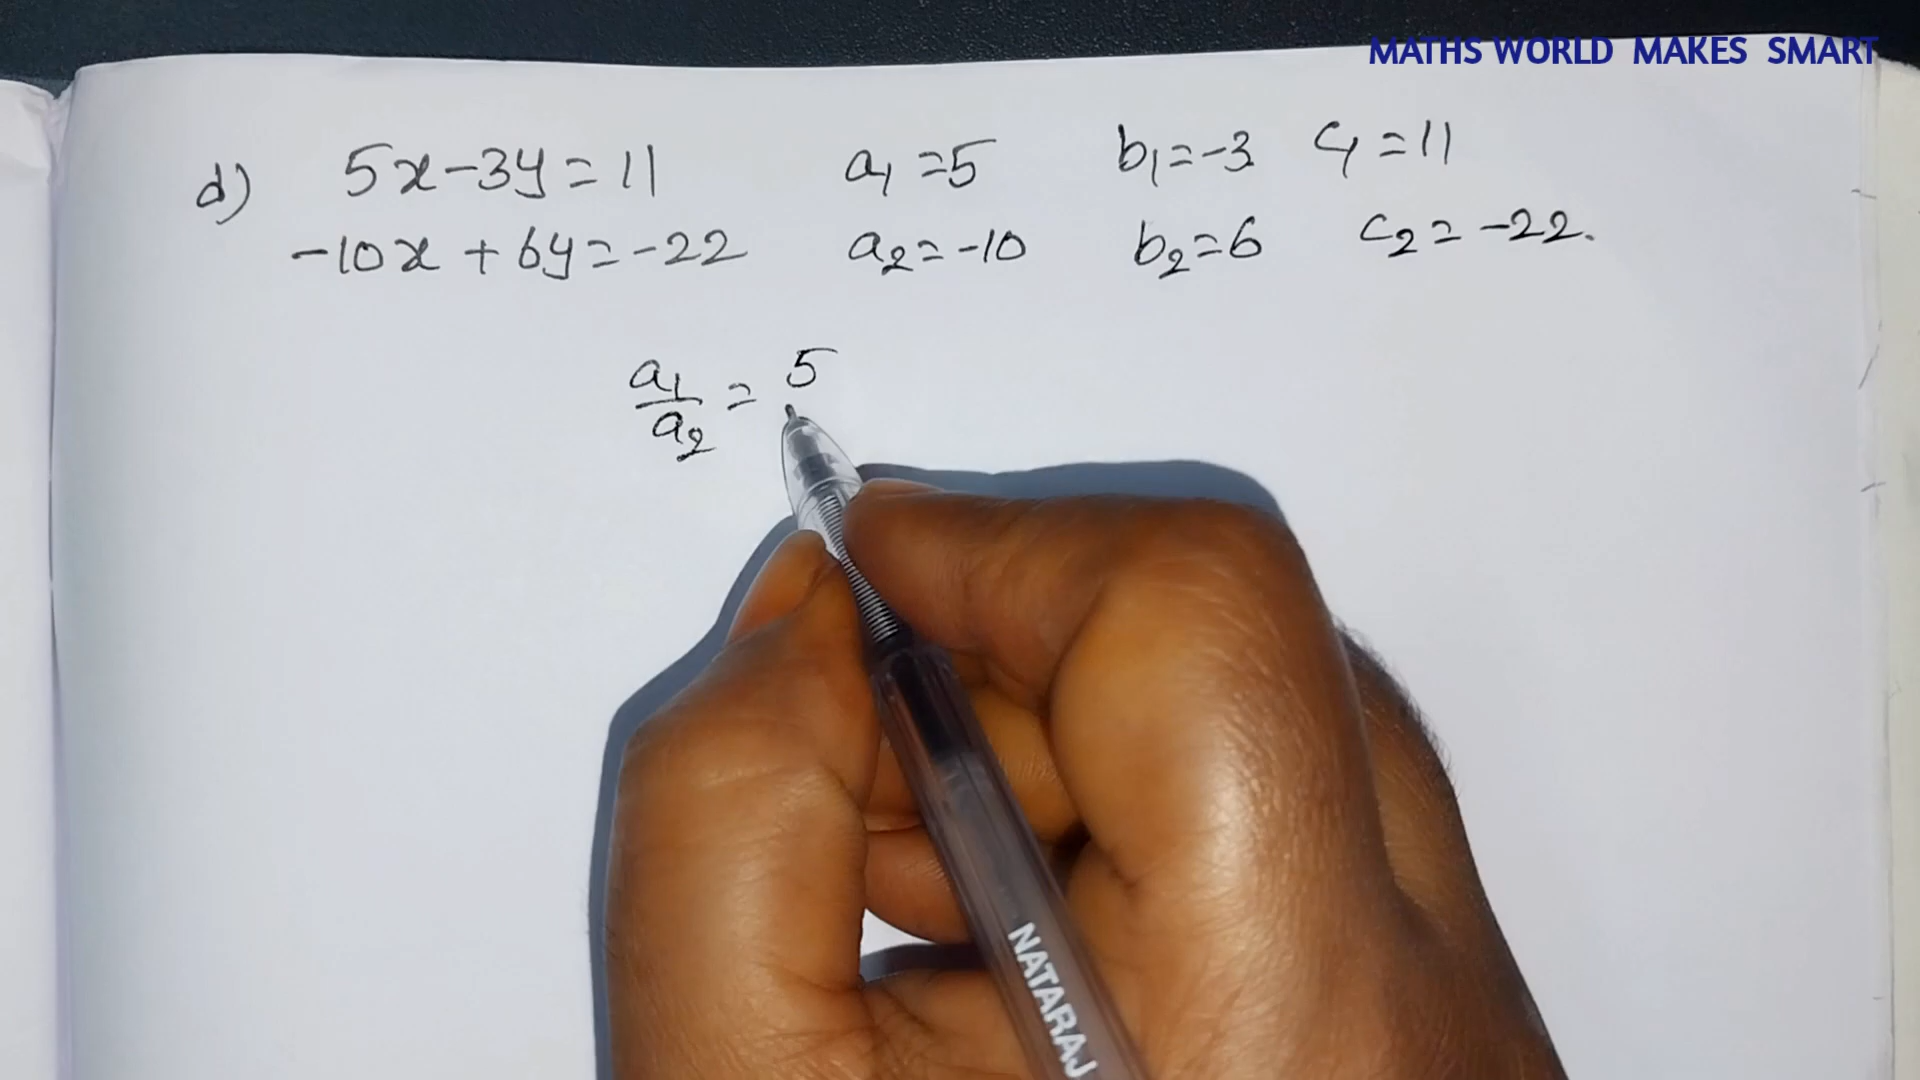 MATHS WORLD MAKES SMART
d) 5x-3y=11 a₁=5 b₁=-3 c₁=11
-10x+6y=-22 a₂=-10 b₂=6 c₂=-22.
a₁/a₂ = 5
NATARAJ